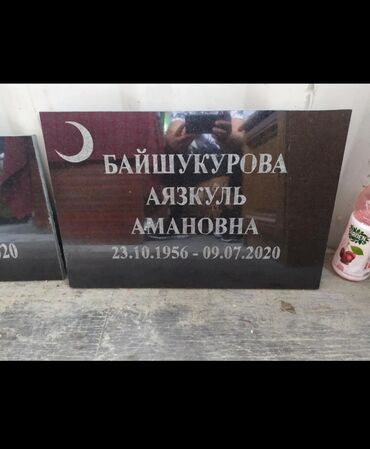 БАЙШУКУРОВА
АЯЗКУЛЬ
АМАНОВНА
23.10.1956 - 09.07.2020